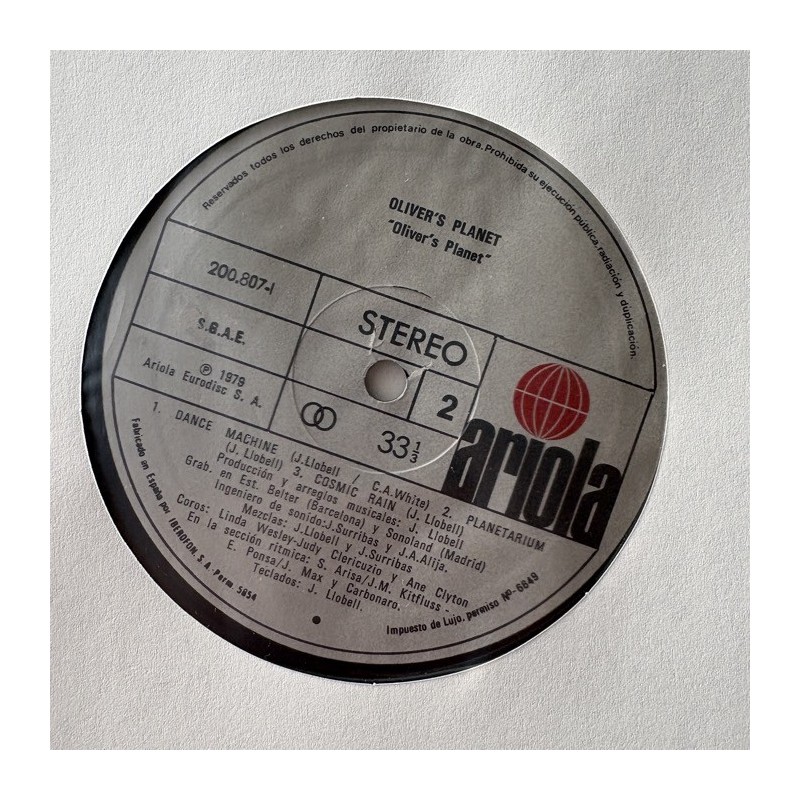 Reservados todos los derechos del propietario de la obra. Prohibida su ejecución pública, radiación y duplicación.
OLIVER'S PLANET
"Oliver's Planet"
200.807-I
S.G.A.E.
Ⓟ 1979
Ariola Eurodisc S. A.
STEREO
2
33 1/3
ariola
1. DANCE MACHINE (J.Llobell / C.A.White) 2. PLANETARIUM
(J. Llobell) 3. COSMIC RAIN (J. Llobell)
Producción y arreglos musicales: J. Llobell
Grab. en Est. Belter (Barcelona) y Sonoland (Madrid)
Ingeniero de sonido:J.Surribas y J.A.Alija.
Mezclas: J.Llobell y J.Surribas
Coros: Linda Wesley-Judy Clericuzio y Ane Clyton
En la sección rítmica: S. Arisa/J.M. Kitfluss -
E. Ponsa/J. Max y Carbonaro.
Teclados: J. Llobell.
Fabricado en España por IBEROFON, S.A.:Perm 5654
Impuesto de Lujo, permiso Nº-6849